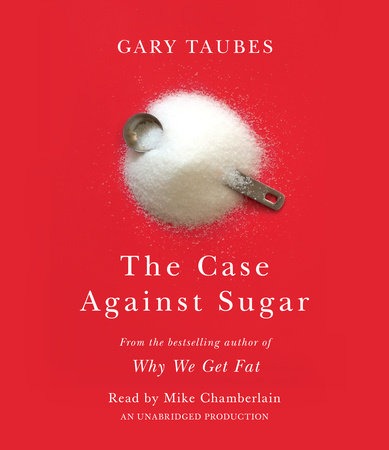 GARY TAUBES
The Case
Against Sugar
From the bestselling author of
Why We Get Fat
Read by Mike Chamberlain
AN UNABRIDGED PRODUCTION